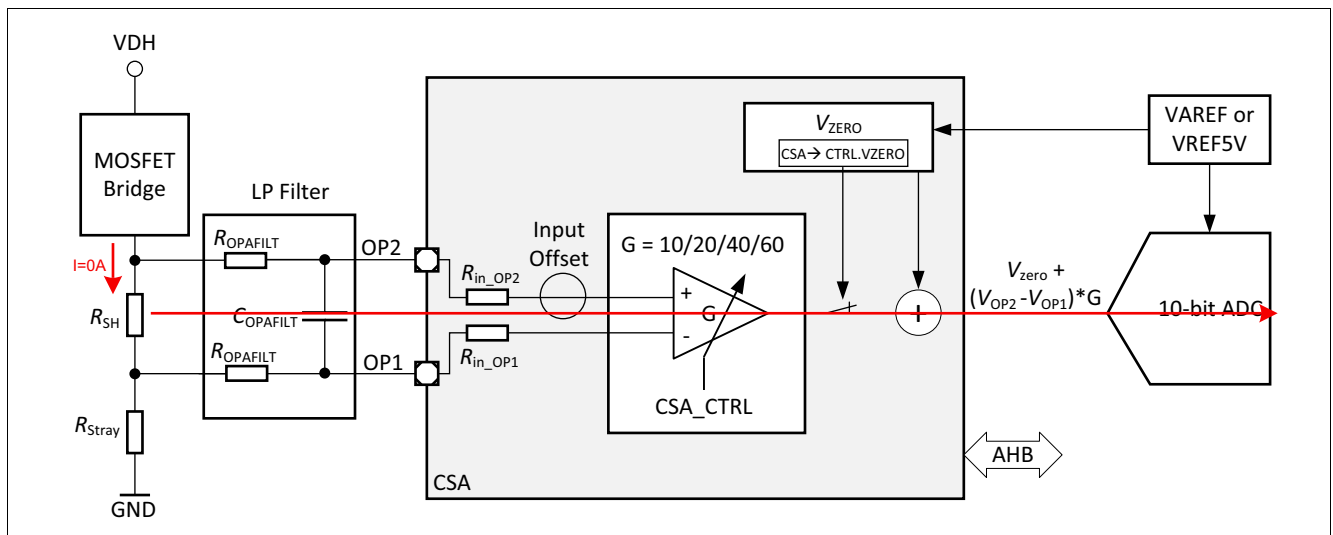 VDH
MOSFET
Bridge
I=0A
RSH
RStray
GND
LP Filter
ROPAFILT
COPAFILT
ROPAFILT
OP2
OP1
Rin_OP2
Rin_OP1
Input
Offset
G = 10/20/40/60
+
G
-
CSA_CTRL
VZERO
CSA→ CTRL.VZERO
+
CSA
AHB
VAREF or
VREF5V
Vzero +
(VOP2 -VOP1)*G
10-bit ADC